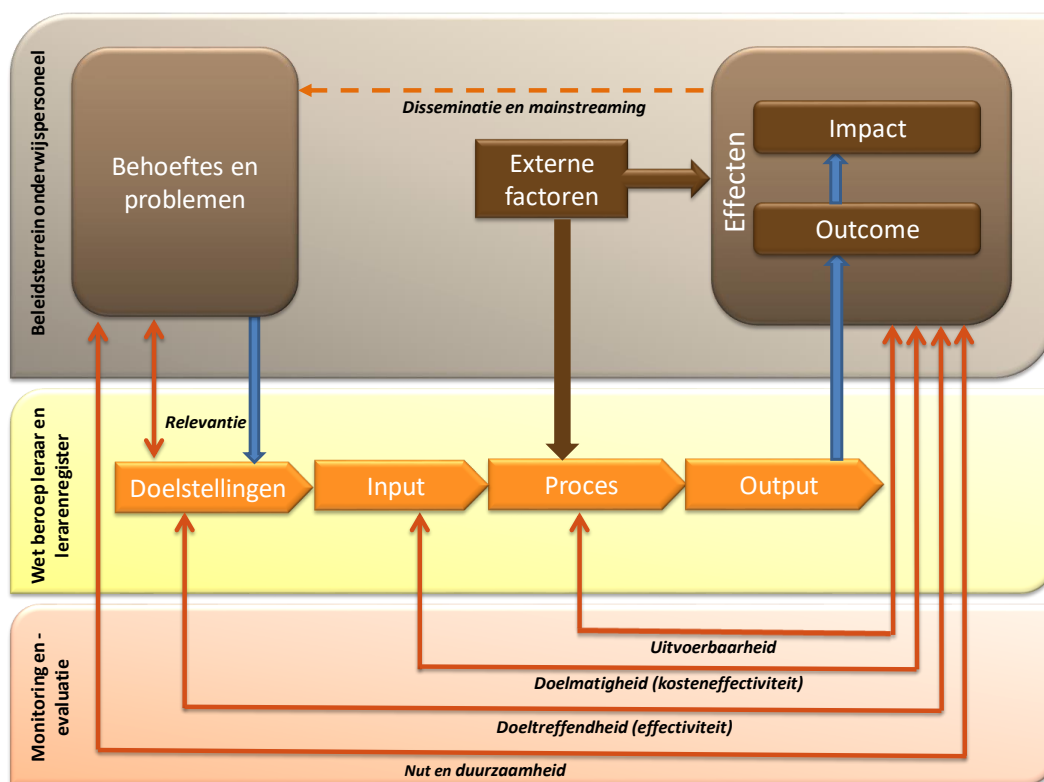 Beleidsterrein onderwijspersoneel
Behoeftes en
problemen
Disseminatie en mainstreaming
Externe
factoren
Effecten
Impact
Outcome
Wet beroep leraar en
lerarenregister
Relevantie
Doelstellingen
Input
Proces
Output
Monitoring en -
evaluatie
Uitvoerbaarheid
Doelmatigheid (kosteneffectiviteit)
Doeltreffendheid (effectiviteit)
Nut en duurzaamheid